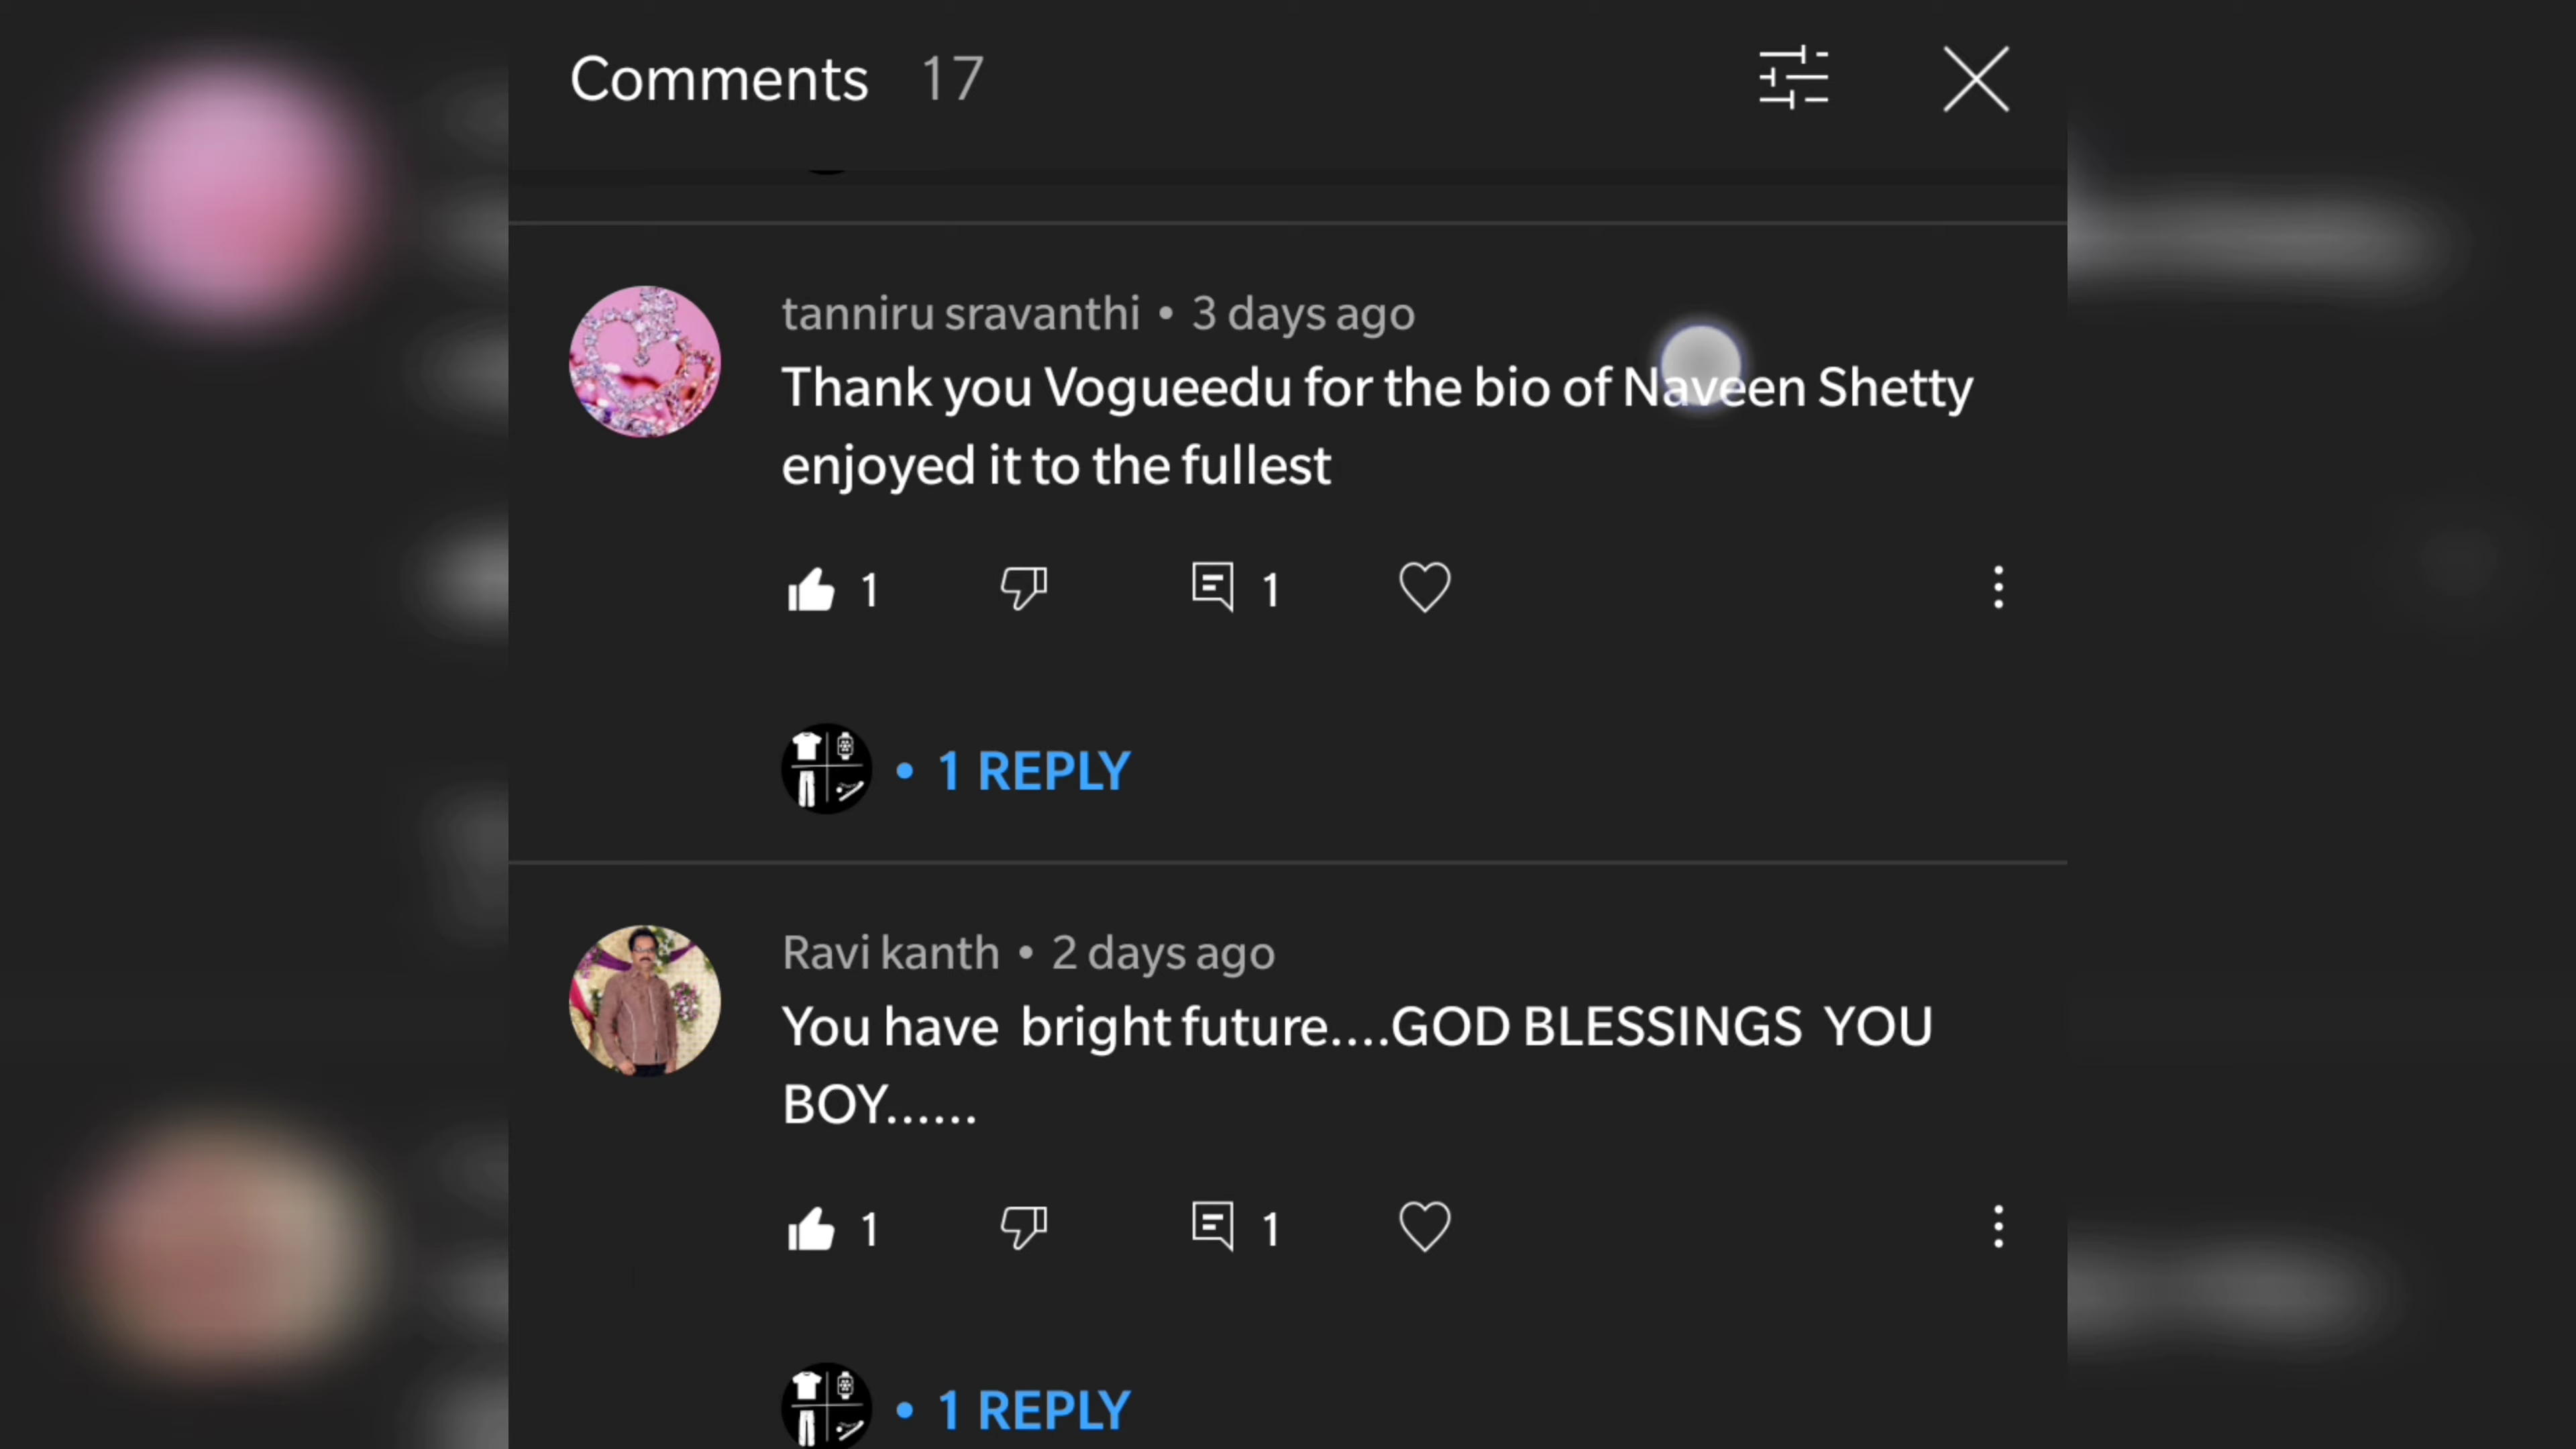 Comments 17
tanniru sravanthi • 3 days ago
Thank you Vogueedu for the bio of Naveen Shetty
enjoyed it to the fullest
1 1
• 1 REPLY
Ravi kanth • 2 days ago
You have bright future....GOD BLESSINGS YOU
BOY......
1 1
• 1 REPLY